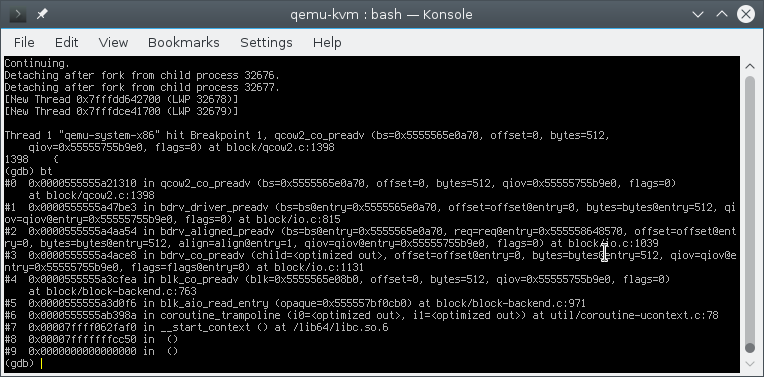 qemu-kvm : bash — Konsole
File Edit View Bookmarks Settings Help
Continuing.
Detaching after fork from child process 32676.
Detaching after fork from child process 32677.
[New Thread 0x7fffdd642700 (LWP 32678)]
[New Thread 0x7fffdce41700 (LWP 32679)]
Thread 1 "qemu-system-x86" hit Breakpoint 1, qcow2_co_preadv (bs=0x5555565e0a70, offset=0, bytes=512,
qiov=0x55555755b9e0, flags=0) at block/qcow2.c:1398
1398 {
(gdb) bt
#0 0x0000555555a21310 in qcow2_co_preadv (bs=0x5555565e0a70, offset=0, bytes=512, qiov=0x55555755b9e0, flags=0)
at block/qcow2.c:1398
#1 0x0000555555a47be3 in bdrv_driver_preadv (bs=bs@entry=0x5555565e0a70, offset=offset@entry=0, bytes=bytes@entry=512, qi
ov=qiov@entry=0x55555755b9e0, flags=0) at block/io.c:815
#2 0x0000555555a4aa54 in bdrv_aligned_preadv (bs=bs@entry=0x5555565e0a70, req=req@entry=0x555558648570, offset=offset@ent
ry=0, bytes=bytes@entry=512, align=align@entry=1, qiov=qiov@entry=0x55555755b9e0, flags=0) at block/io.c:1039
#3 0x0000555555a4ace8 in bdrv_co_preadv (child=<optimized out>, offset=offset@entry=0, bytes=bytes@entry=512, qiov=qiov@e
ntry=0x55555755b9e0, flags=flags@entry=0) at block/io.c:1131
#4 0x0000555555a3cfea in blk_co_preadv (blk=0x5555565e08b0, offset=0, bytes=512, qiov=0x55555755b9e0, flags=0)
at block/block-backend.c:763
#5 0x0000555555a3d0f6 in blk_aio_read_entry (opaque=0x555557bf0cb0) at block/block-backend.c:971
#6 0x0000555555ab398a in coroutine_trampoline (i0=<optimized out>, i1=<optimized out>) at util/coroutine-ucontext.c:78
#7 0x00007ffff062faf0 in __start_context () at /lib64/libc.so.6
#8 0x00007fffffffcc50 in ()
#9 0x0000000000000000 in ()
(gdb)